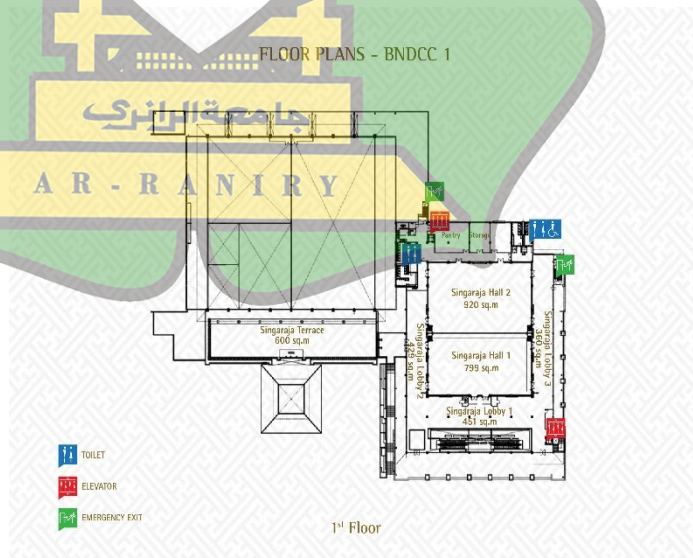 FLOOR PLANS - BNDCC 1
جامعة الرانري
AR-RANIRY
Pantry
Storage
Singaraja Hall 2
920 sq.m
Singaraja Terrace
600 sq.m
Singaraja Lobby 2
429 sq.m
Singaraja Lobby 3
360 sq.m
Singaraja Hall 1
799 sq.m
Singaraja Lobby 1
451 sq.m
TOILET
ELEVATOR
EMERGENCY EXIT
1st Floor